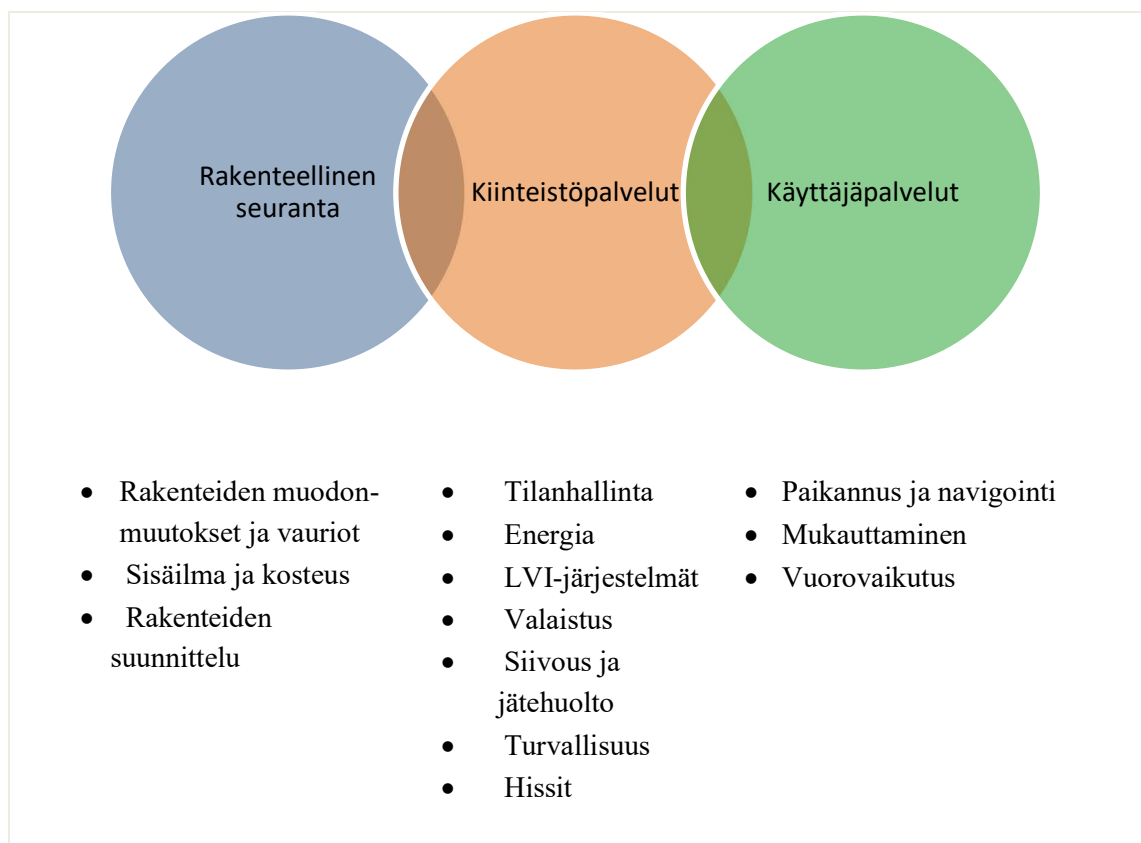 Rakenteellinen
seuranta
Kiinteistöpalvelut
Käyttäjäpalvelut
• Rakenteiden muodon-
muutokset ja vauriot
• Sisäilma ja kosteus
• Rakenteiden
suunnittelu
• Tilanhallinta
• Energia
• LVI-järjestelmät
• Valaistus
• Siivous ja
jätehuolto
• Turvallisuus
• Hissit
• Paikannus ja navigointi
• Mukauttaminen
• Vuorovaikutus